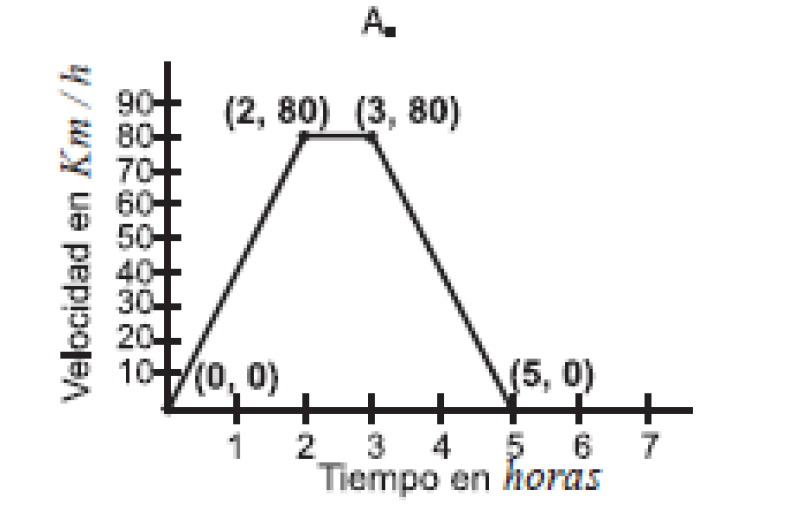 A.
Velocidad en Km / h
90
80
70
60
50
40
30
20
10
(2, 80) (3, 80)
(0, 0) (5, 0)
1 2 3 4 5 6 7
Tiempo en horas